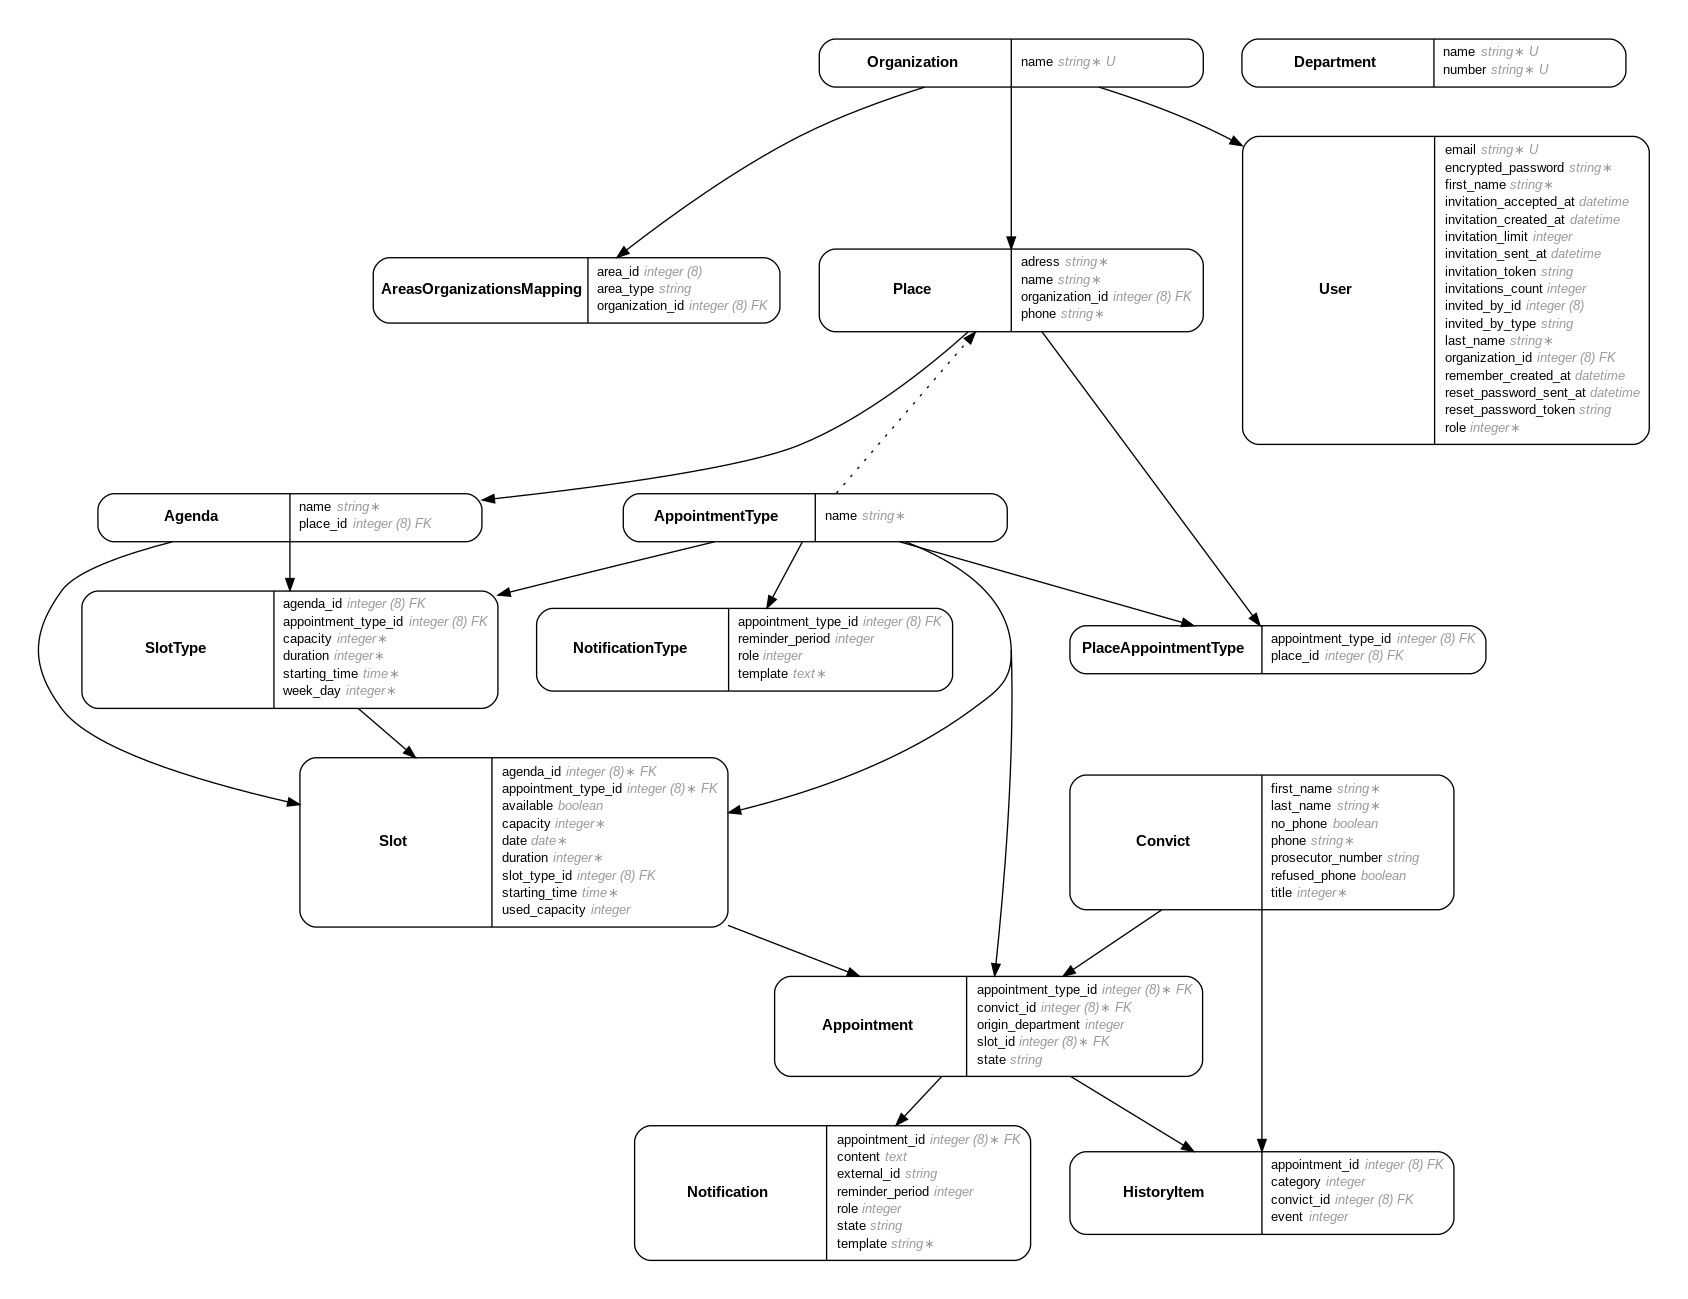 Organization
name string* U
Department
name string* U
number string* U
User
email string* U
encrypted_password string*
first_name string*
invitation_accepted_at datetime
invitation_created_at datetime
invitation_limit integer
invitation_sent_at datetime
invitation_token string
invitations_count integer
invited_by_id integer (8)
invited_by_type string
last_name string*
organization_id integer (8) FK
remember_created_at datetime
reset_password_sent_at datetime
reset_password_token string
role integer*
AreasOrganizationsMapping
area_id integer (8)
area_type string
organization_id integer (8) FK
Place
adress string*
name string*
organization_id integer (8) FK
phone string*
Agenda
name string*
place_id integer (8) FK
AppointmentType
name string*
SlotType
agenda_id integer (8) FK
appointment_type_id integer (8) FK
capacity integer*
duration integer*
starting_time time*
week_day integer*
NotificationType
appointment_type_id integer (8) FK
reminder_period integer
role integer
template text*
PlaceAppointmentType
appointment_type_id integer (8) FK
place_id integer (8) FK
Slot
agenda_id integer (8)* FK
appointment_type_id integer (8)* FK
available boolean
capacity integer*
date date*
duration integer*
slot_type_id integer (8) FK
starting_time time*
used_capacity integer
Convict
first_name string*
last_name string*
no_phone boolean
phone string*
prosecutor_number string
refused_phone boolean
title integer*
Appointment
appointment_type_id integer (8)* FK
convict_id integer (8)* FK
origin_department integer
slot_id integer (8)* FK
state string
Notification
appointment_id integer (8)* FK
content text
external_id string
reminder_period integer
role integer
state string
template string*
HistoryItem
appointment_id integer (8) FK
category integer
convict_id integer (8) FK
event integer